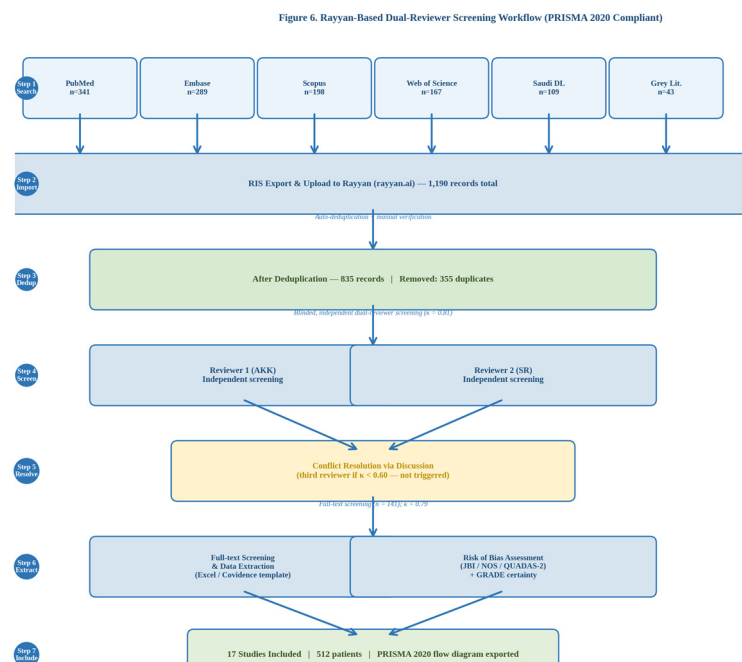 Figure 6. Rayyan-Based Dual-Reviewer Screening Workflow (PRISMA 2020 Compliant)
Step 1
Search
PubMed
n=341
Embase
n=289
Scopus
n=198
Web of Science
n=167
Saudi DL
n=109
Grey Lit.
n=43
Step 2
Import
RIS Export & Upload to Rayyan (rayyan.ai) — 1,190 records total
Auto-deduplication + manual verification
Step 3
Dedup
After Deduplication — 835 records | Removed: 355 duplicates
Blinded, independent dual-reviewer screening (κ = 0.81)
Step 4
Screen
Reviewer 1 (AKK)
Independent screening
Reviewer 2 (SR)
Independent screening
Step 5
Resolve
Conflict Resolution via Discussion
(third reviewer if κ < 0.60 — not triggered)
Full-text screening (n = 141); κ = 0.79
Step 6
Extract
Full-text Screening
& Data Extraction
(Excel / Covidence template)
Risk of Bias Assessment
(JBI / NOS / QUADAS-2)
+ GRADE certainty
Step 7
Include
17 Studies Included | 512 patients | PRISMA 2020 flow diagram exported